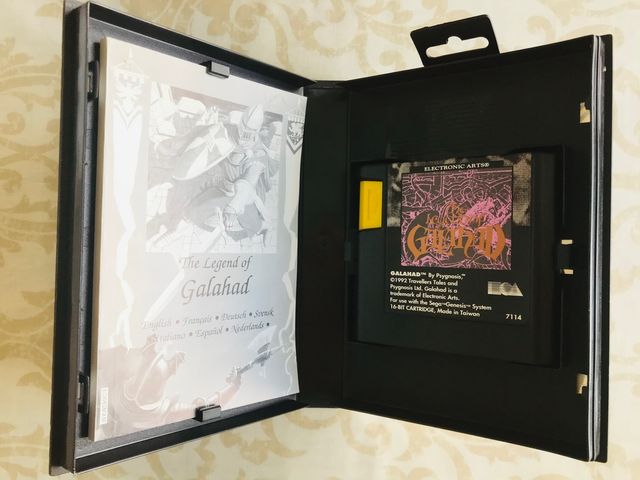 The Legend of
Galahad
English • Français • Deutsch • Svensk
Italiano • Español • Nederlands •
ELECTRONIC ARTS®
GALAHAD
GALAHAD™ By Psygnosis,™
©1992 Travellers Tales and
Psygnosis Ltd. Galahad is a
trademark of Electronic Arts.
For use with the Sega™ Genesis™ System
16-BIT CARTRIDGE, Made in Taiwan
7114